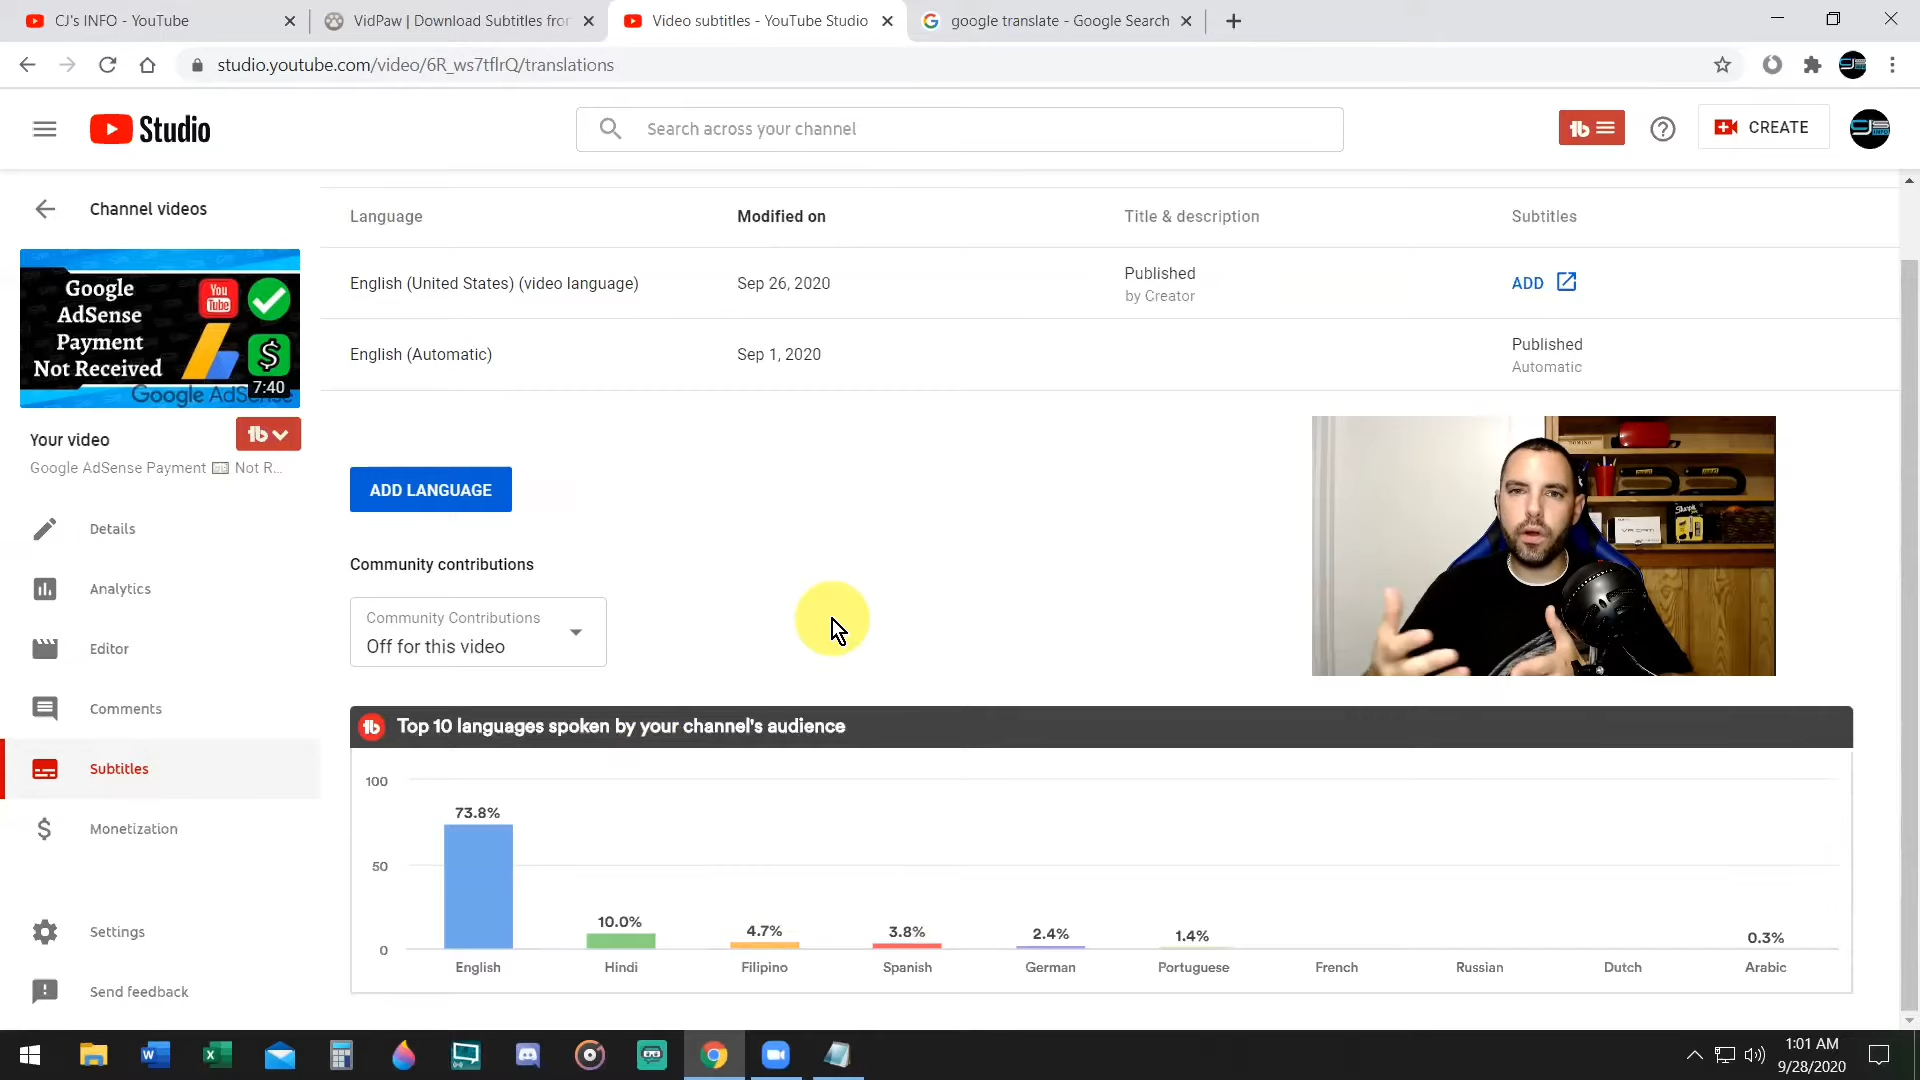 CJ's INFO - YouTube
VidPaw | Download Subtitles fro
Video subtitles - YouTube Studio
google translate - Google Search
studio.youtube.com/video/6R_ws7tflrQ/translations
Studio
Search across your channel
CREATE
Channel videos
Language
Modified on
Title & description
Subtitles
Google
AdSense
Payment
Not Received
You
Tube
7:40
Google AdSense
English (United States) (video language)
Sep 26, 2020
Published
by Creator
ADD
English (Automatic)
Sep 1, 2020
Published
Automatic
Your video
Google AdSense Payment Not R...
ADD LANGUAGE
Community contributions
Community Contributions
Off for this video
Details
Analytics
Editor
Comments
Subtitles
Monetization
Settings
Send feedback
Top 10 languages spoken by your channel's audience
100
50
0
73.8%
10.0%
4.7%
3.8%
2.4%
1.4%
0.3%
English
Hindi
Filipino
Spanish
German
Portuguese
French
Russian
Dutch
Arabic
1:01 AM
9/28/2020